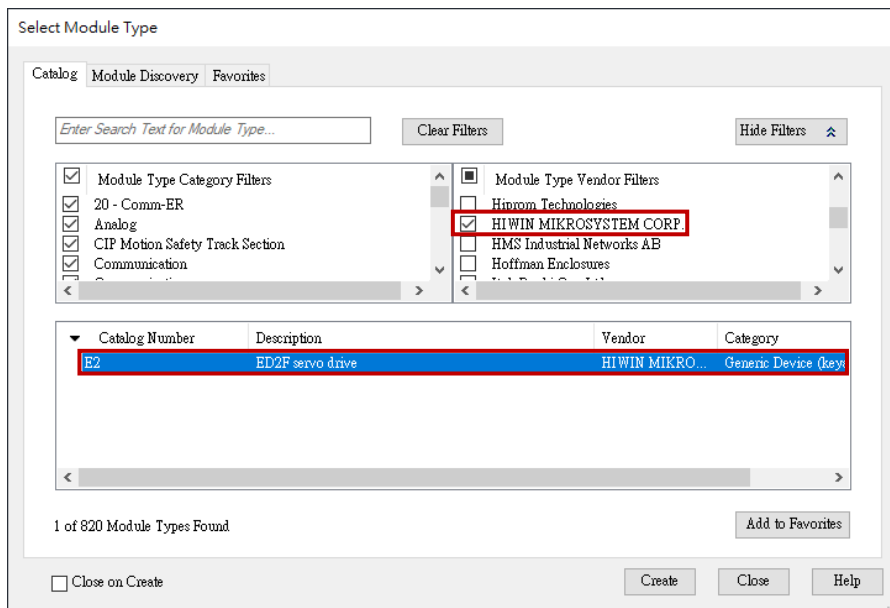 Select Module Type
Catalog Module Discovery Favorites
Enter Search Text for Module Type...
Clear Filters
Hide Filters
Module Type Category Filters
20 - Comm-ER
Analog
CIP Motion Safety Track Section
Communication
Module Type Vendor Filters
Hiprom Technologies
HIWIN MIKROSYSTEM CORP.
HMS Industrial Networks AB
Hoffman Enclosures
Catalog Number Description Vendor Category
E2 ED2F servo drive HIWIN MIKRO... Generic Device (keya
1 of 820 Module Types Found
Add to Favorites
Close on Create
Create Close Help